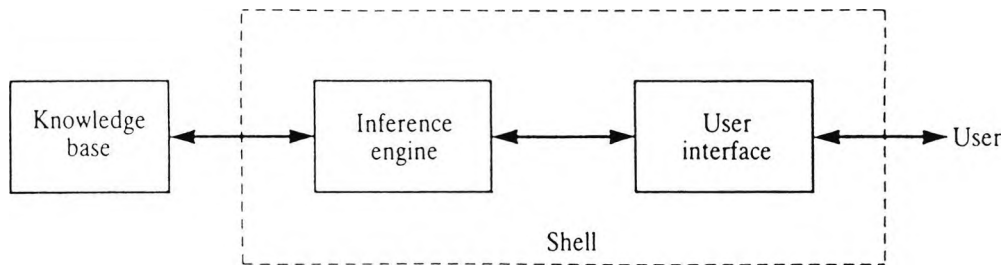 Knowledge
base
Inference
engine
User
interface
User
Shell